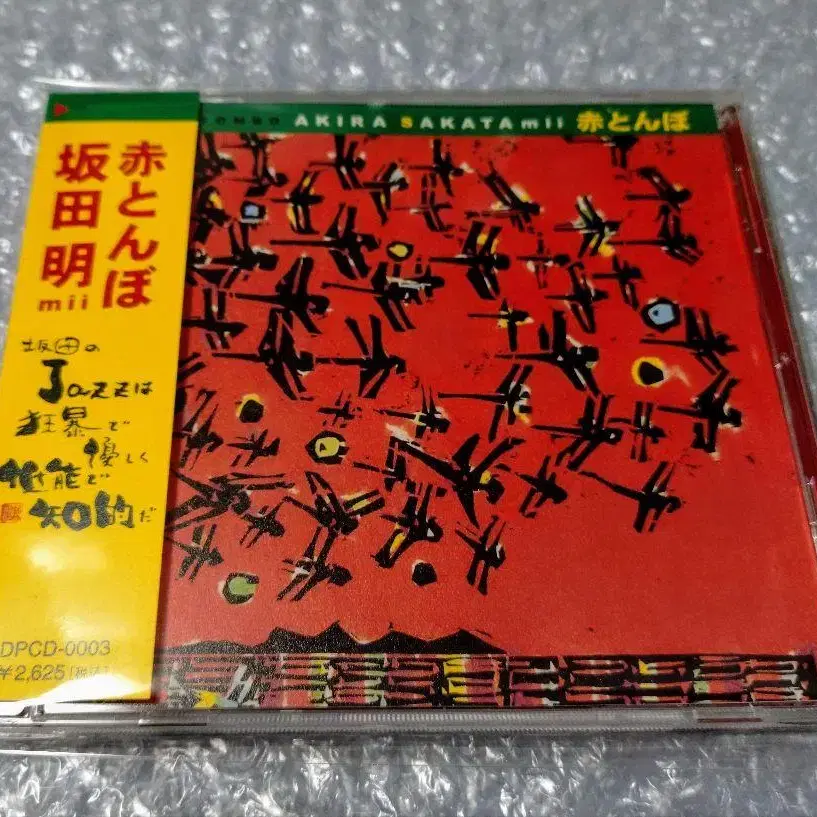 AKIRA SAKATA mii 赤とんぼ
赤とんぼ
坂田明
mii
坂田の
Jazzは
狂暴で
優しく
官能で
知的だ
DPCD-0003
¥2,625[税込]